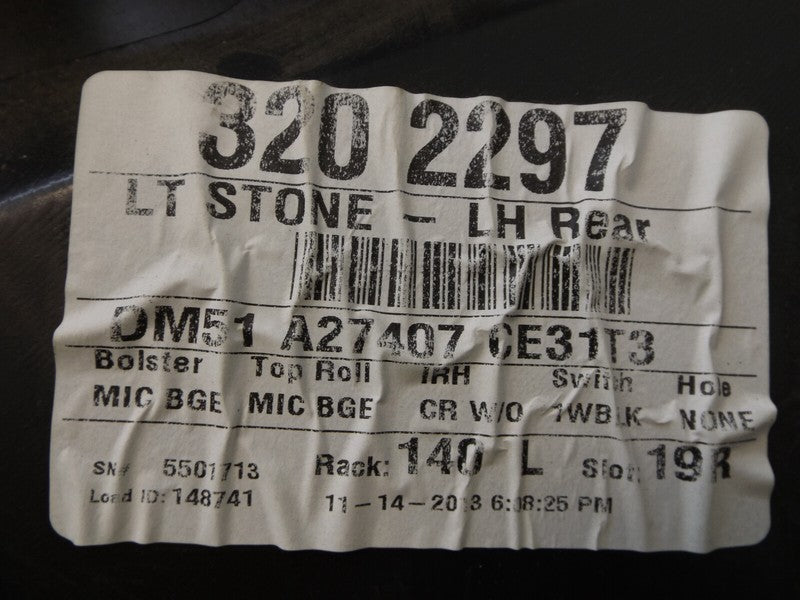 320 2297
LT STONE - LH Rear
DM51 A27407 CE31T3
Bolster Top Roll IRH Switch Hole
MIC BGE MIC BGE CR W/O 1WBLK NONE
SN# 5501713 Rack: 140 L Slot: 19R
Load ID: 148741 11-14-2013 6:08:25 PM